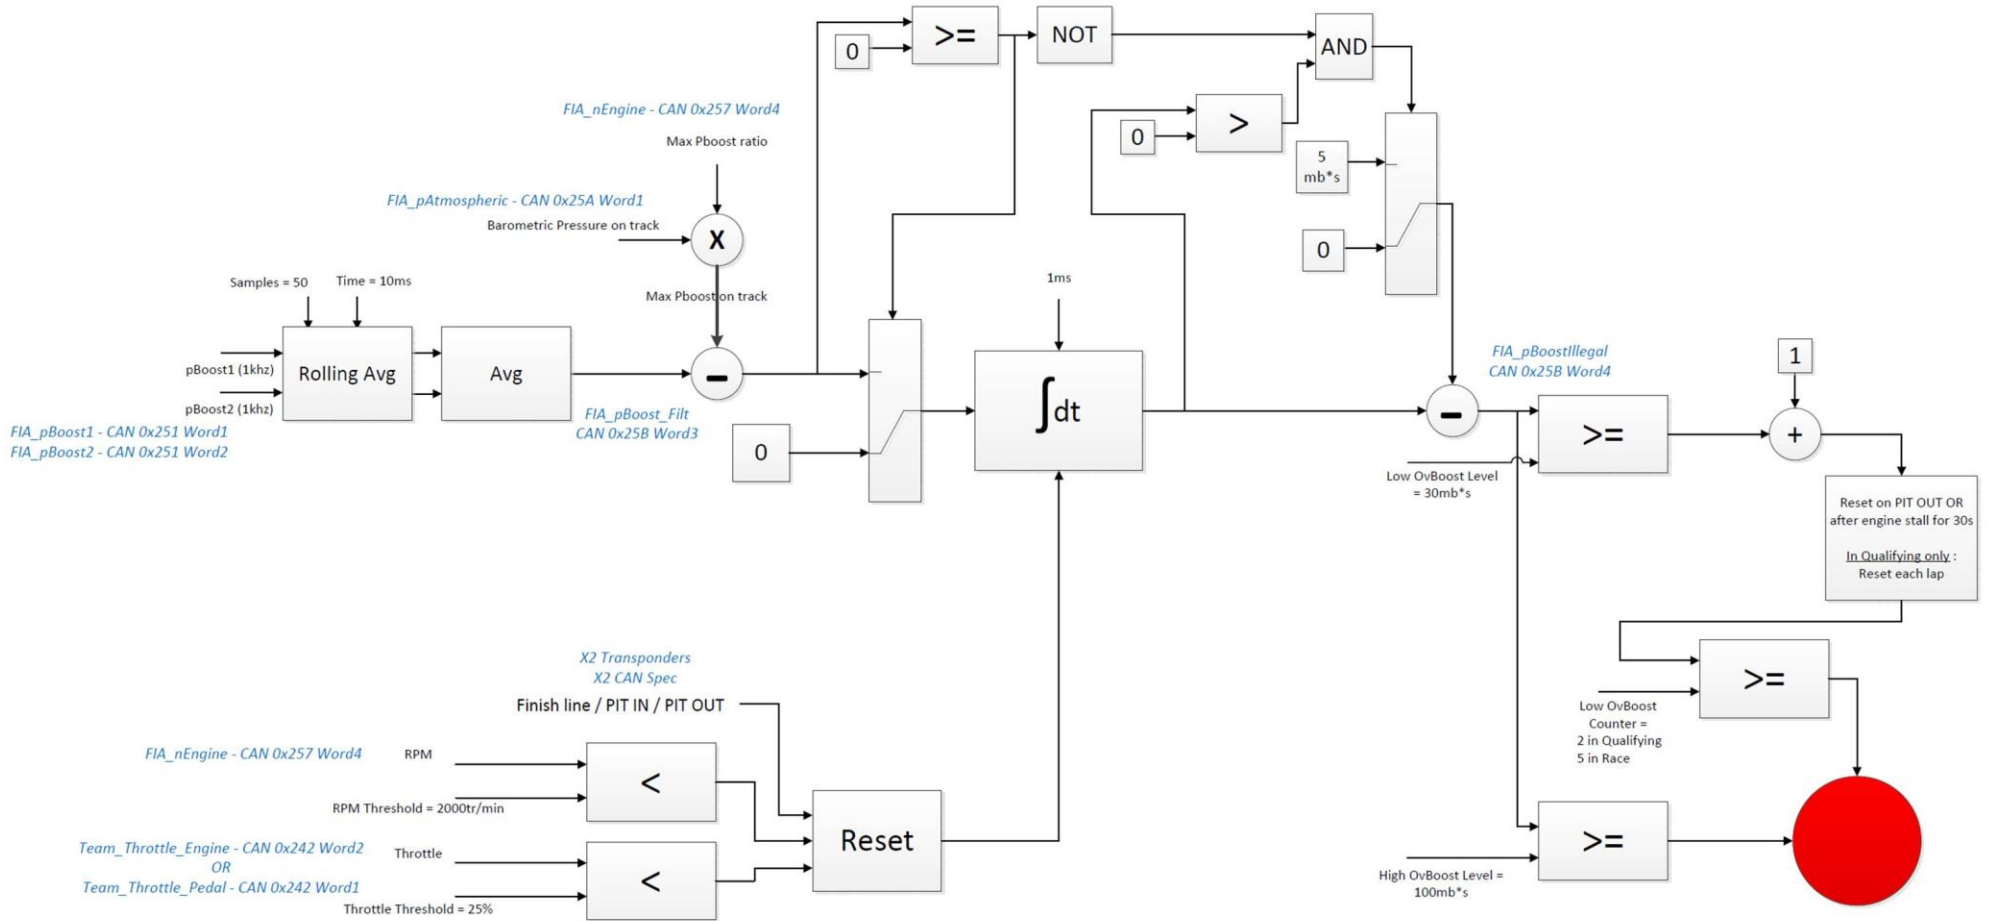 >=
NOT
AND
0
FIA_nEngine - CAN 0x257 Word4
Max Pboost ratio
>
0
5
mb*s
FIA_pAtmospheric - CAN 0x25A Word1
Barometric Pressure on track
X
0
Samples = 50
Time = 10ms
Max Pboost on track
1ms
pBoost1 (1khz)
pBoost2 (1khz)
Rolling Avg
Avg
-
FIA_pBoost1 - CAN 0x251 Word1
FIA_pBoost2 - CAN 0x251 Word2
FIA_pBoost_Filt
CAN 0x25B Word3
0
∫dt
-
FIA_pBoostIllegal
CAN 0x25B Word4
1
>=
+
Low OvBoost Level
= 30mb*s
Reset on PIT OUT OR
after engine stall for 30s
In Qualifying only :
Reset each lap
X2 Transponders
X2 CAN Spec
Finish line / PIT IN / PIT OUT
>=
Low OvBoost
Counter =
2 in Qualifying
5 in Race
FIA_nEngine - CAN 0x257 Word4
RPM
<
RPM Threshold = 2000tr/min
Reset
Team_Throttle_Engine - CAN 0x242 Word2
OR
Team_Throttle_Pedal - CAN 0x242 Word1
Throttle
<
Throttle Threshold = 25%
>=
High OvBoost Level =
100mb*s